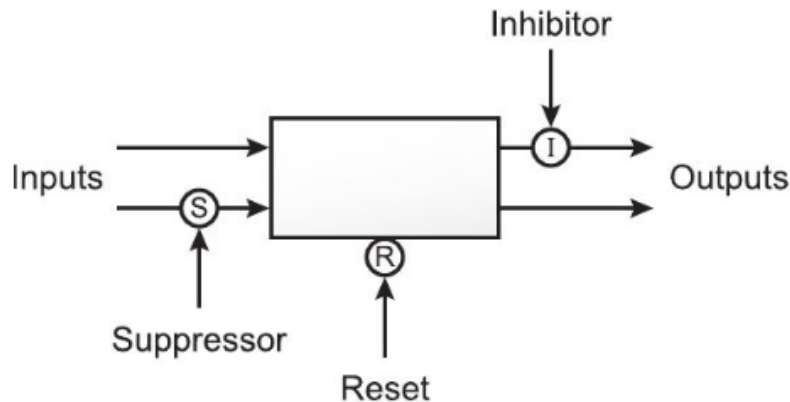 Inhibitor
I
Inputs
Outputs
S
R
Suppressor
Reset